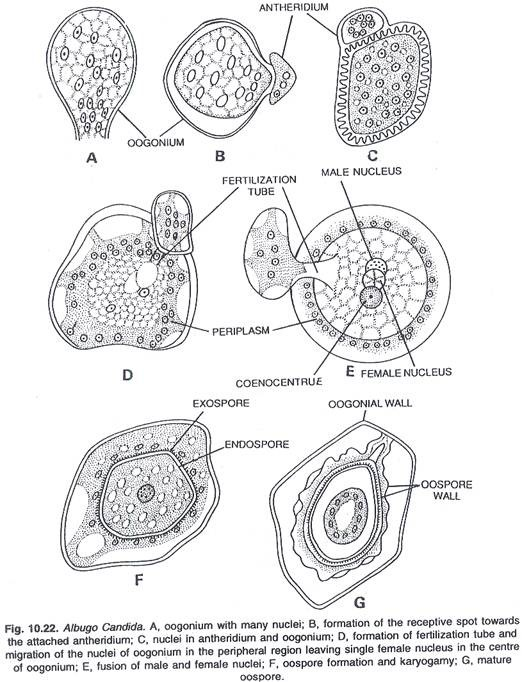 ANTHERIDIUM
OOGONIUM
A
B
C
FERTILIZATION
TUBE
MALE NUCLEUS
PERIPLASM
D
E
FEMALE NUCLEUS
COENOCENTRUE
EXOSPORE
ENDOSPORE
OOGONIAL WALL
OOSPORE
WALL
F
G
Fig. 10.22. Albugo Candida. A, oogonium with many nuclei; B, formation of the receptive spot towards
the attached antheridium; C, nuclei in antheridium and oogonium; D, formation of fertilization tube and
migration of the nuclei of oogonium in the peripheral region leaving single female nucleus in the centre
of oogonium; E, fusion of male and female nuclei; F, oospore formation and karyogamy; G, mature
oospore.